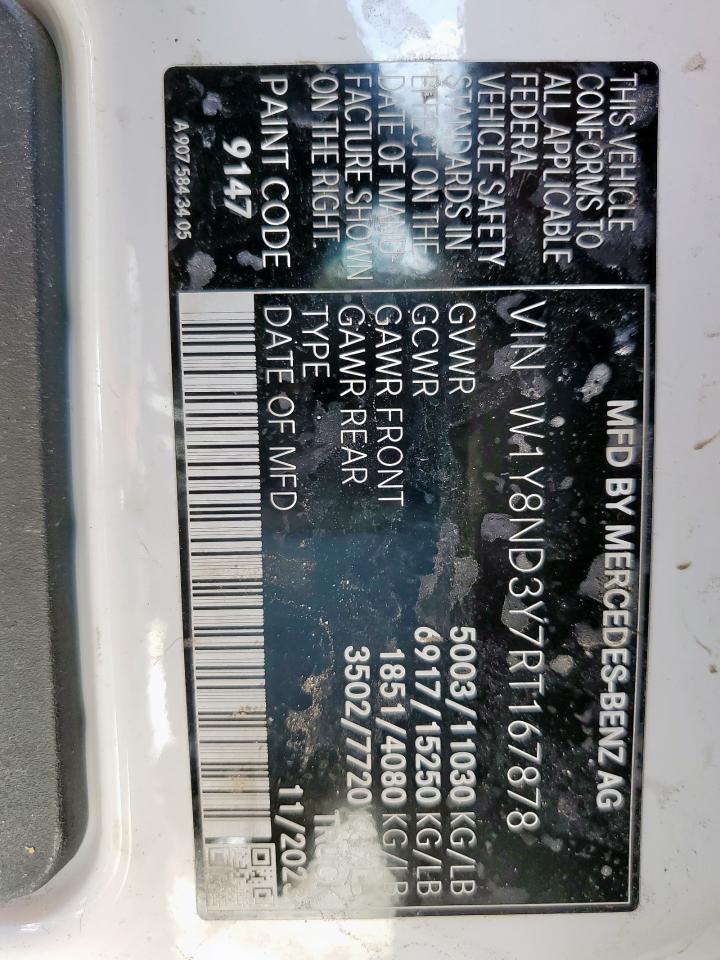 MFD BY MERCEDES-BENZ AG
VIN W1Y8ND3Y7RT167878
GVWR 5003/11030 KG/LB
GCWR 6917/15250 KG/LB
GAWR FRONT 1851/4080 KG/LB
GAWR REAR 3502/7720
TYPE
DATE OF MFD 11/202
THIS VEHICLE
CONFORMS TO
ALL APPLICABLE
FEDERAL
VEHICLE SAFETY
STANDARDS IN
EFFECT ON THE
DATE OF MANU-
FACTURE SHOWN
ON THE RIGHT.
PAINT CODE
9147
A 907 584 34 05